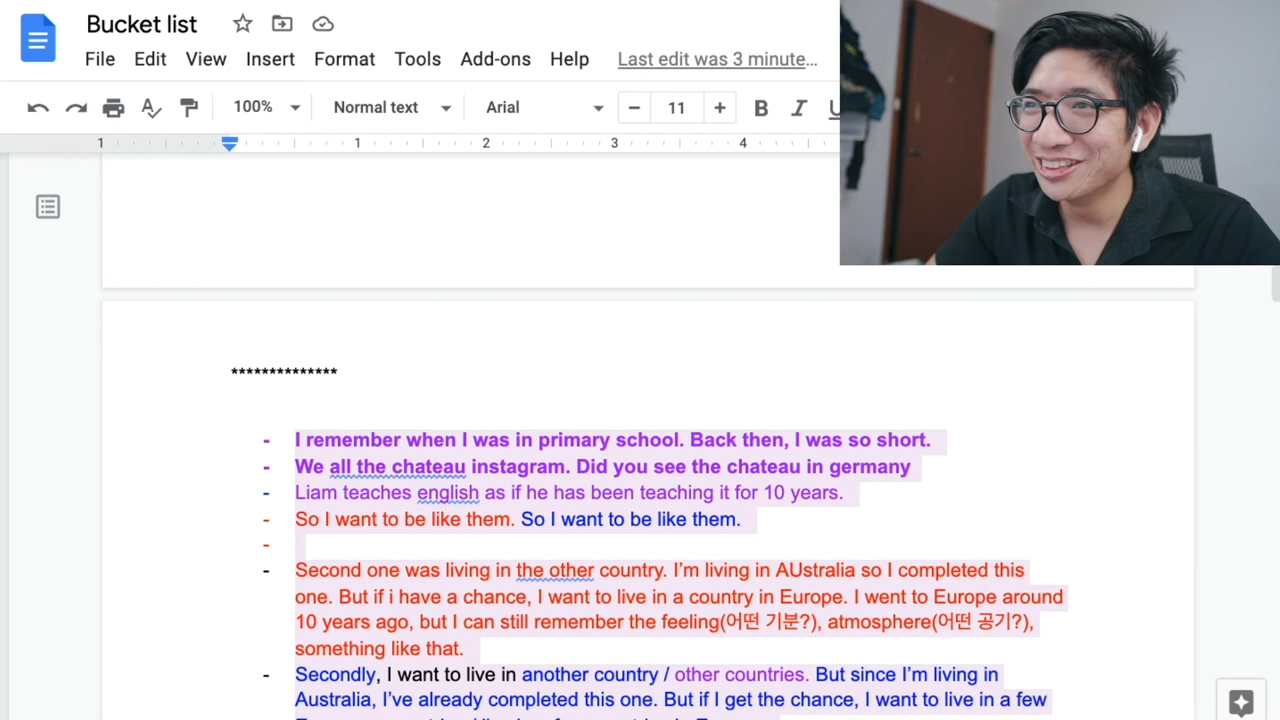 Bucket list
File Edit View Insert Format Tools Add-ons Help Last edit was 3 minute…
100% Normal text Arial − 11 + B I U
1 1 2 3 4
**************
- I remember when I was in primary school. Back then, I was so short.
- We all the chateau instagram. Did you see the chateau in germany
- Liam teaches english as if he has been teaching it for 10 years.
- So I want to be like them. So I want to be like them.
-
- Second one was living in the other country. I'm living in AUstralia so I completed this
one. But if i have a chance, I want to live in a country in Europe. I went to Europe around
10 years ago, but I can still remember the feeling(어떤 기분?), atmosphere(어떤 공기?),
something like that.
- Secondly, I want to live in another country / other countries. But since I'm living in
Australia, I've already completed this one. But if I get the chance, I want to live in a few